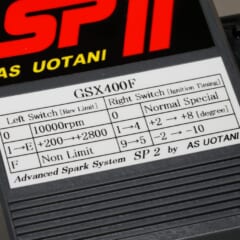 SP II
AS UOTANI
GSX400F
Left Switch [Rev Limit] Right Switch [Ignition Timing]
0 10000rpm 0 Normal Special
1→E +200→+2800 1→4 +2→+8 [degree]
F Non Limit 9→5 −2→−10
Advanced Spark System SP 2 by AS UOTANI